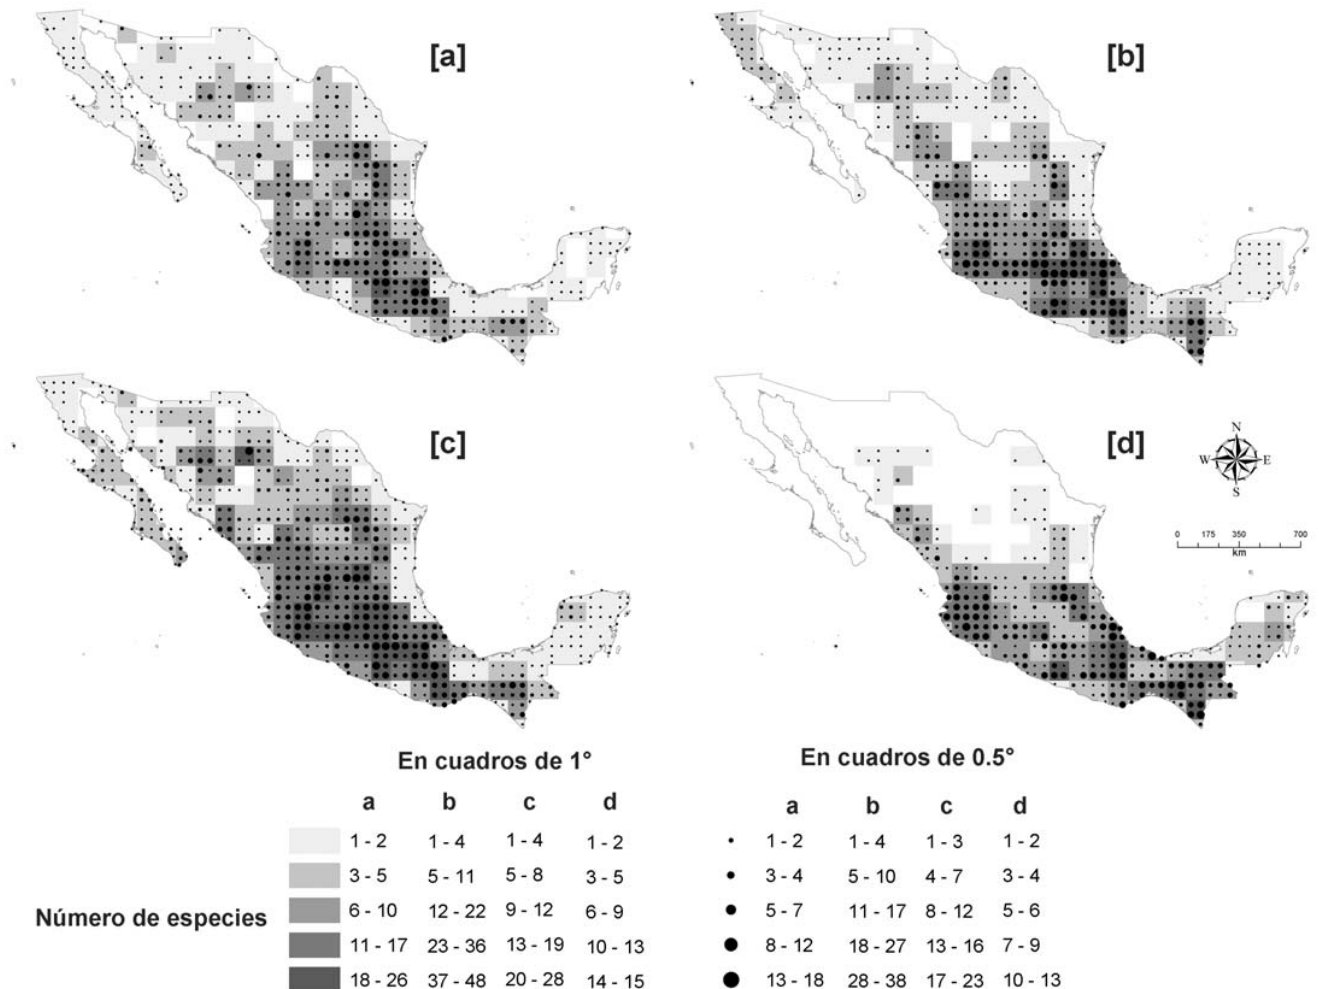 [a]
[b]
[c]
[d]
N
W E
S
0 175 350 700
km
En cuadros de 1°
a b c d
1 - 2 1 - 4 1 - 4 1 - 2
3 - 5 5 - 11 5 - 8 3 - 5
Número de especies 6 - 10 12 - 22 9 - 12 6 - 9
11 - 17 23 - 36 13 - 19 10 - 13
18 - 26 37 - 48 20 - 28 14 - 15
En cuadros de 0.5°
a b c d
1 - 2 1 - 4 1 - 3 1 - 2
3 - 4 5 - 10 4 - 7 3 - 4
5 - 7 11 - 17 8 - 12 5 - 6
8 - 12 18 - 27 13 - 16 7 - 9
13 - 18 28 - 38 17 - 23 10 - 13